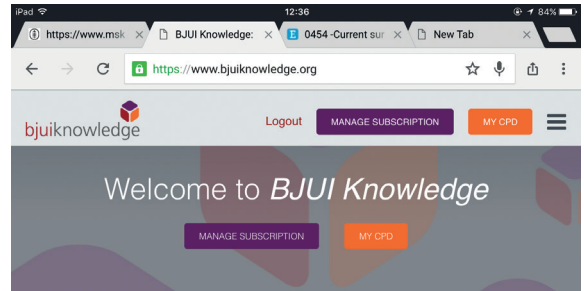 iPad 12:36 84%
https://www.msk BJUI Knowledge: 0454 -Current sur New Tab
https://www.bjuiknowledge.org
bjuiknowledge Logout MANAGE SUBSCRIPTION MY CPD
Welcome to BJUI Knowledge
MANAGE SUBSCRIPTION MY CPD